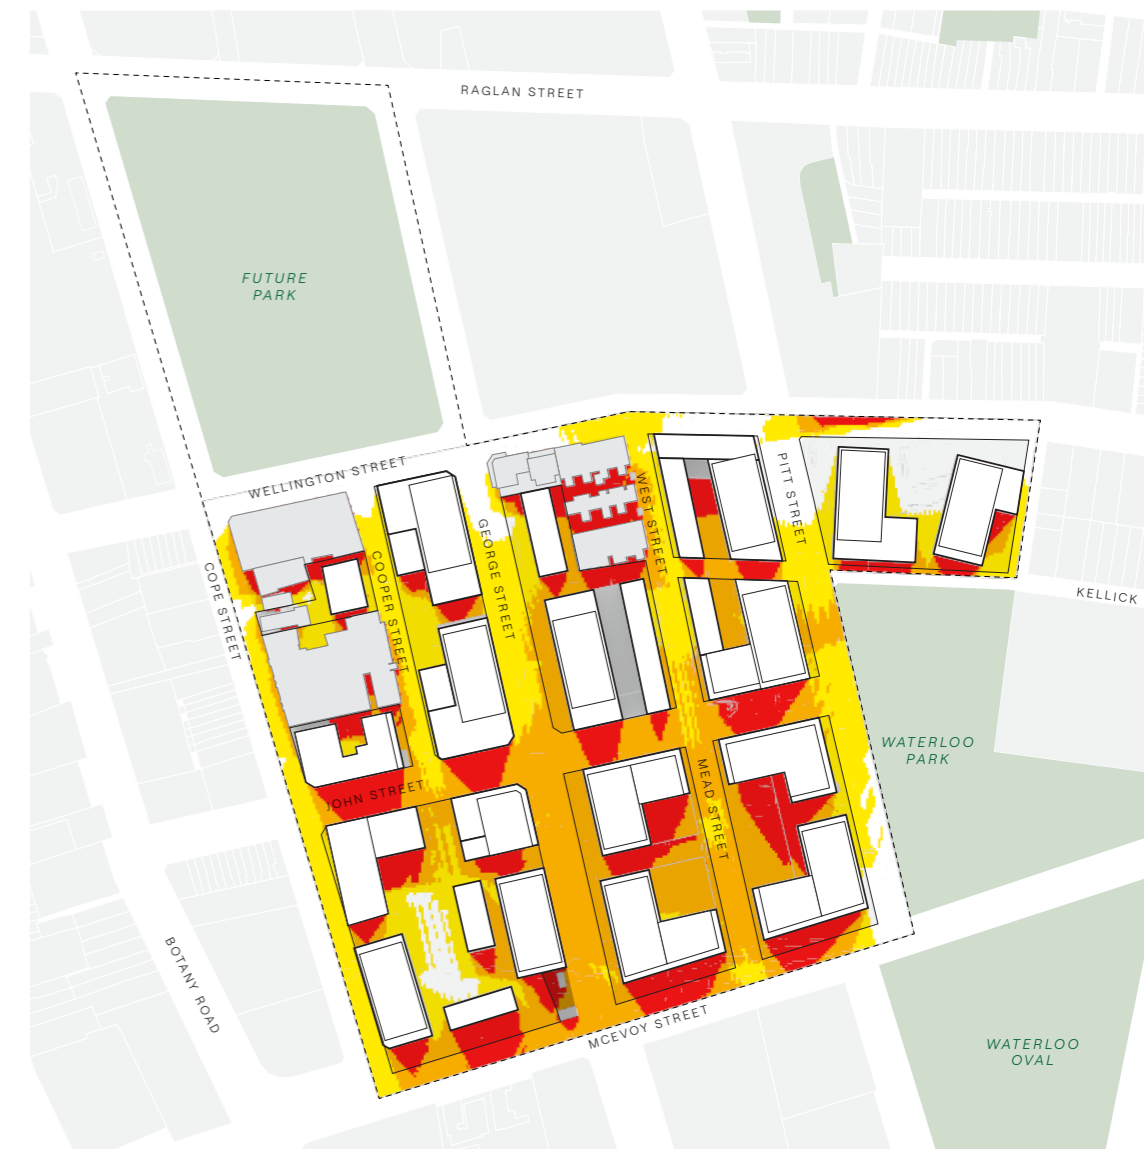 RAGLAN STREET
FUTURE
PARK
WELLINGTON STREET
PITT STREET
WEST STREET
GEORGE STREET
COOPER STREET
COPE STREET
KELLICK
WATERLOO
PARK
MEAD STREET
JOHN STREET
BOTANY ROAD
MCEVOY STREET
WATERLOO
OVAL